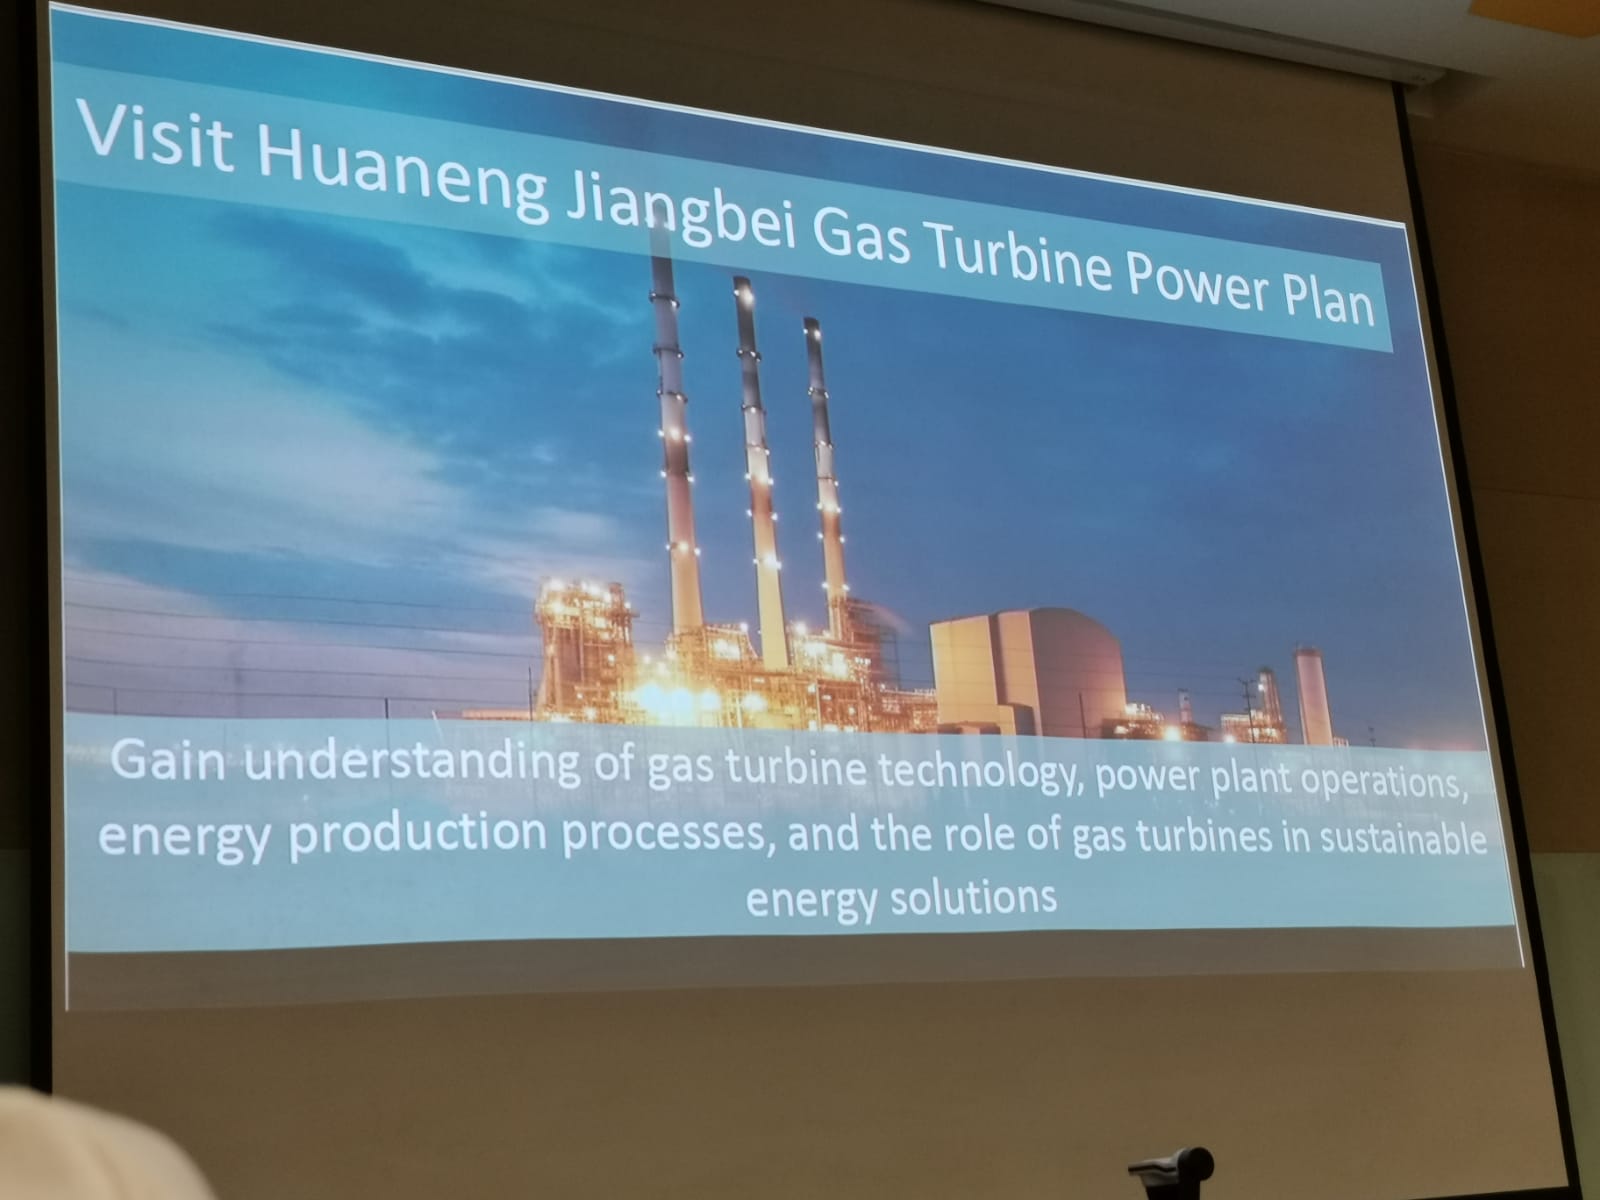 Visit Huaneng Jiangbei Gas Turbine Power Plan
Gain understanding of gas turbine technology, power plant operations,
energy production processes, and the role of gas turbines in sustainable
energy solutions